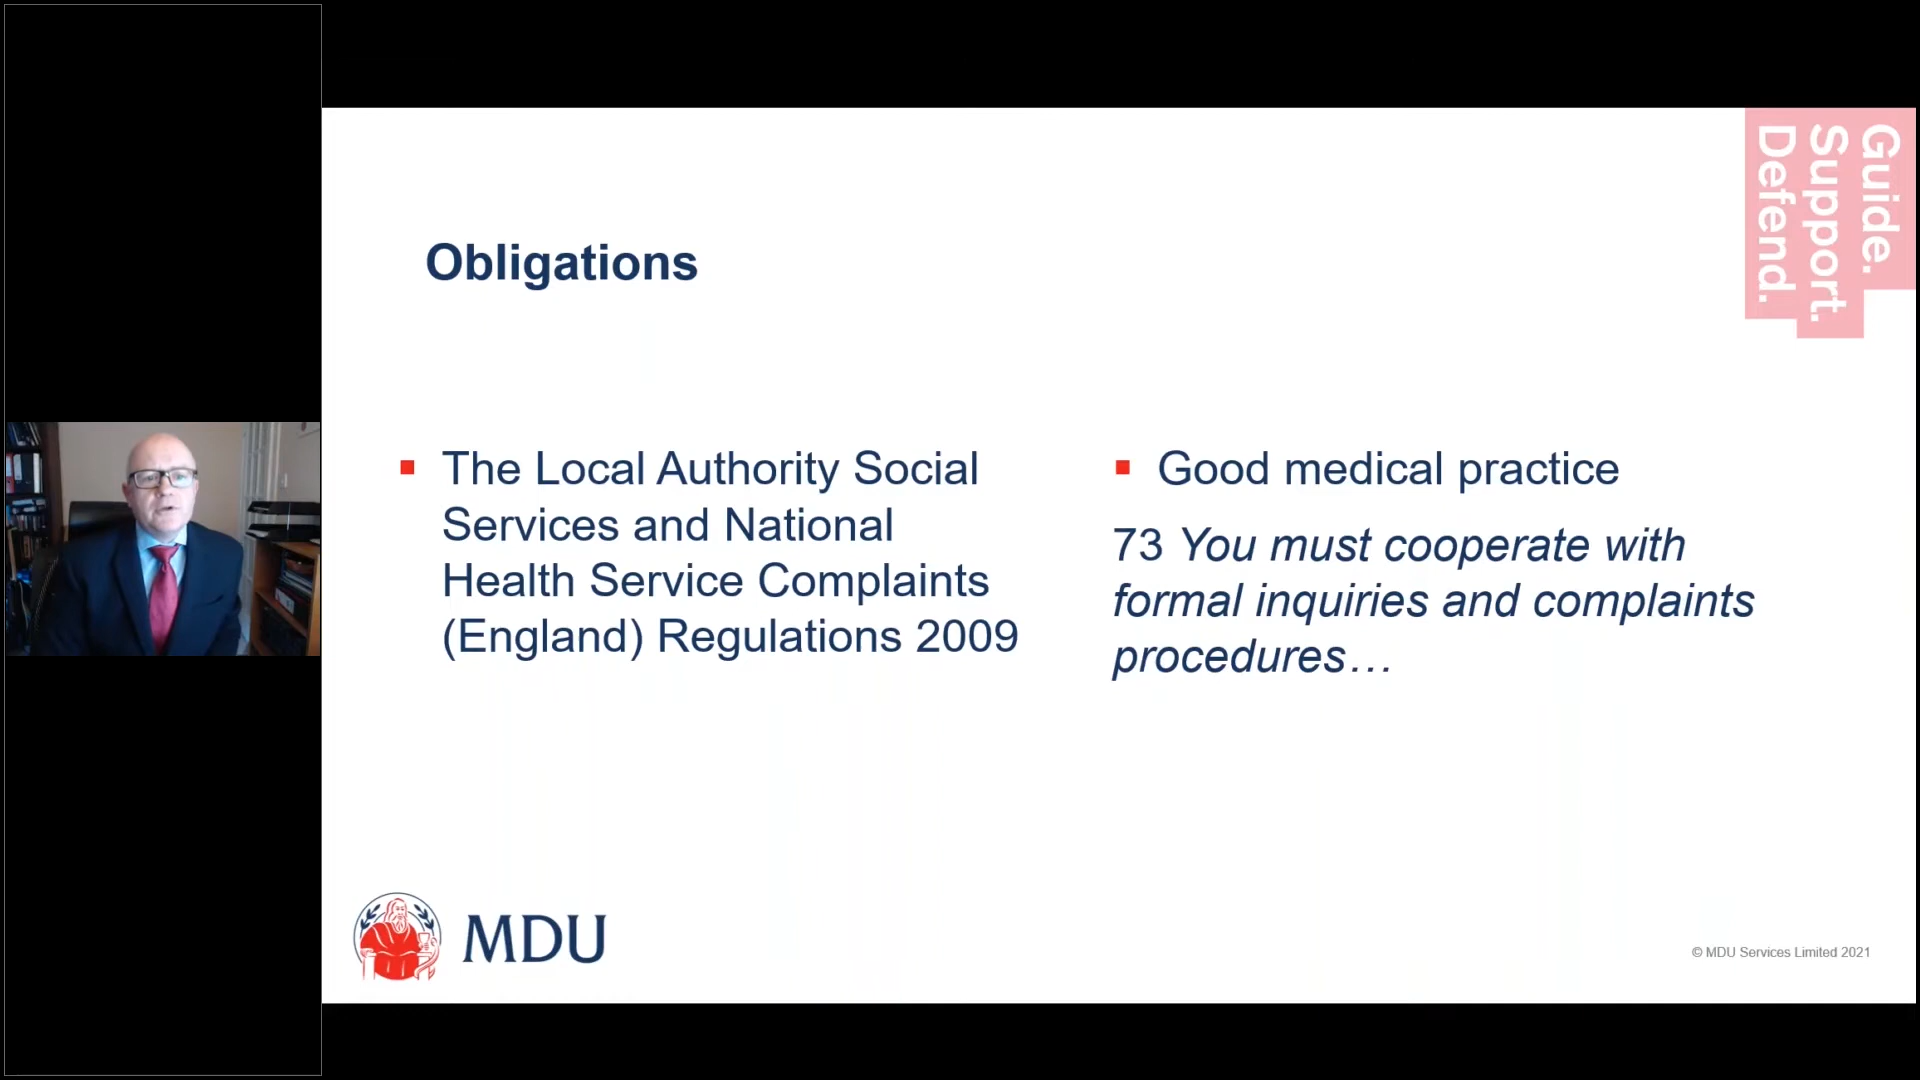 Guide.
Support.
Defend.
Obligations
The Local Authority Social
Services and National
Health Service Complaints
(England) Regulations 2009
Good medical practice
73 You must cooperate with
formal inquiries and complaints
procedures…
MDU
© MDU Services Limited 2021